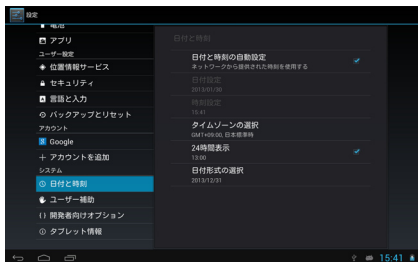 設定
電池
アプリ
ユーザー設定
位置情報サービス
セキュリティ
言語と入力
バックアップとリセット
アカウント
Google
アカウントを追加
システム
日付と時刻
ユーザー補助
開発者向けオプション
タブレット情報
日付と時刻
日付と時刻の自動設定
ネットワークから提供された時刻を使用する
日付設定
2013/01/30
時刻設定
15:41
タイムゾーンの選択
GMT+09:00, 日本標準時
24時間表示
13:00
日付形式の選択
2013/12/31
15:41